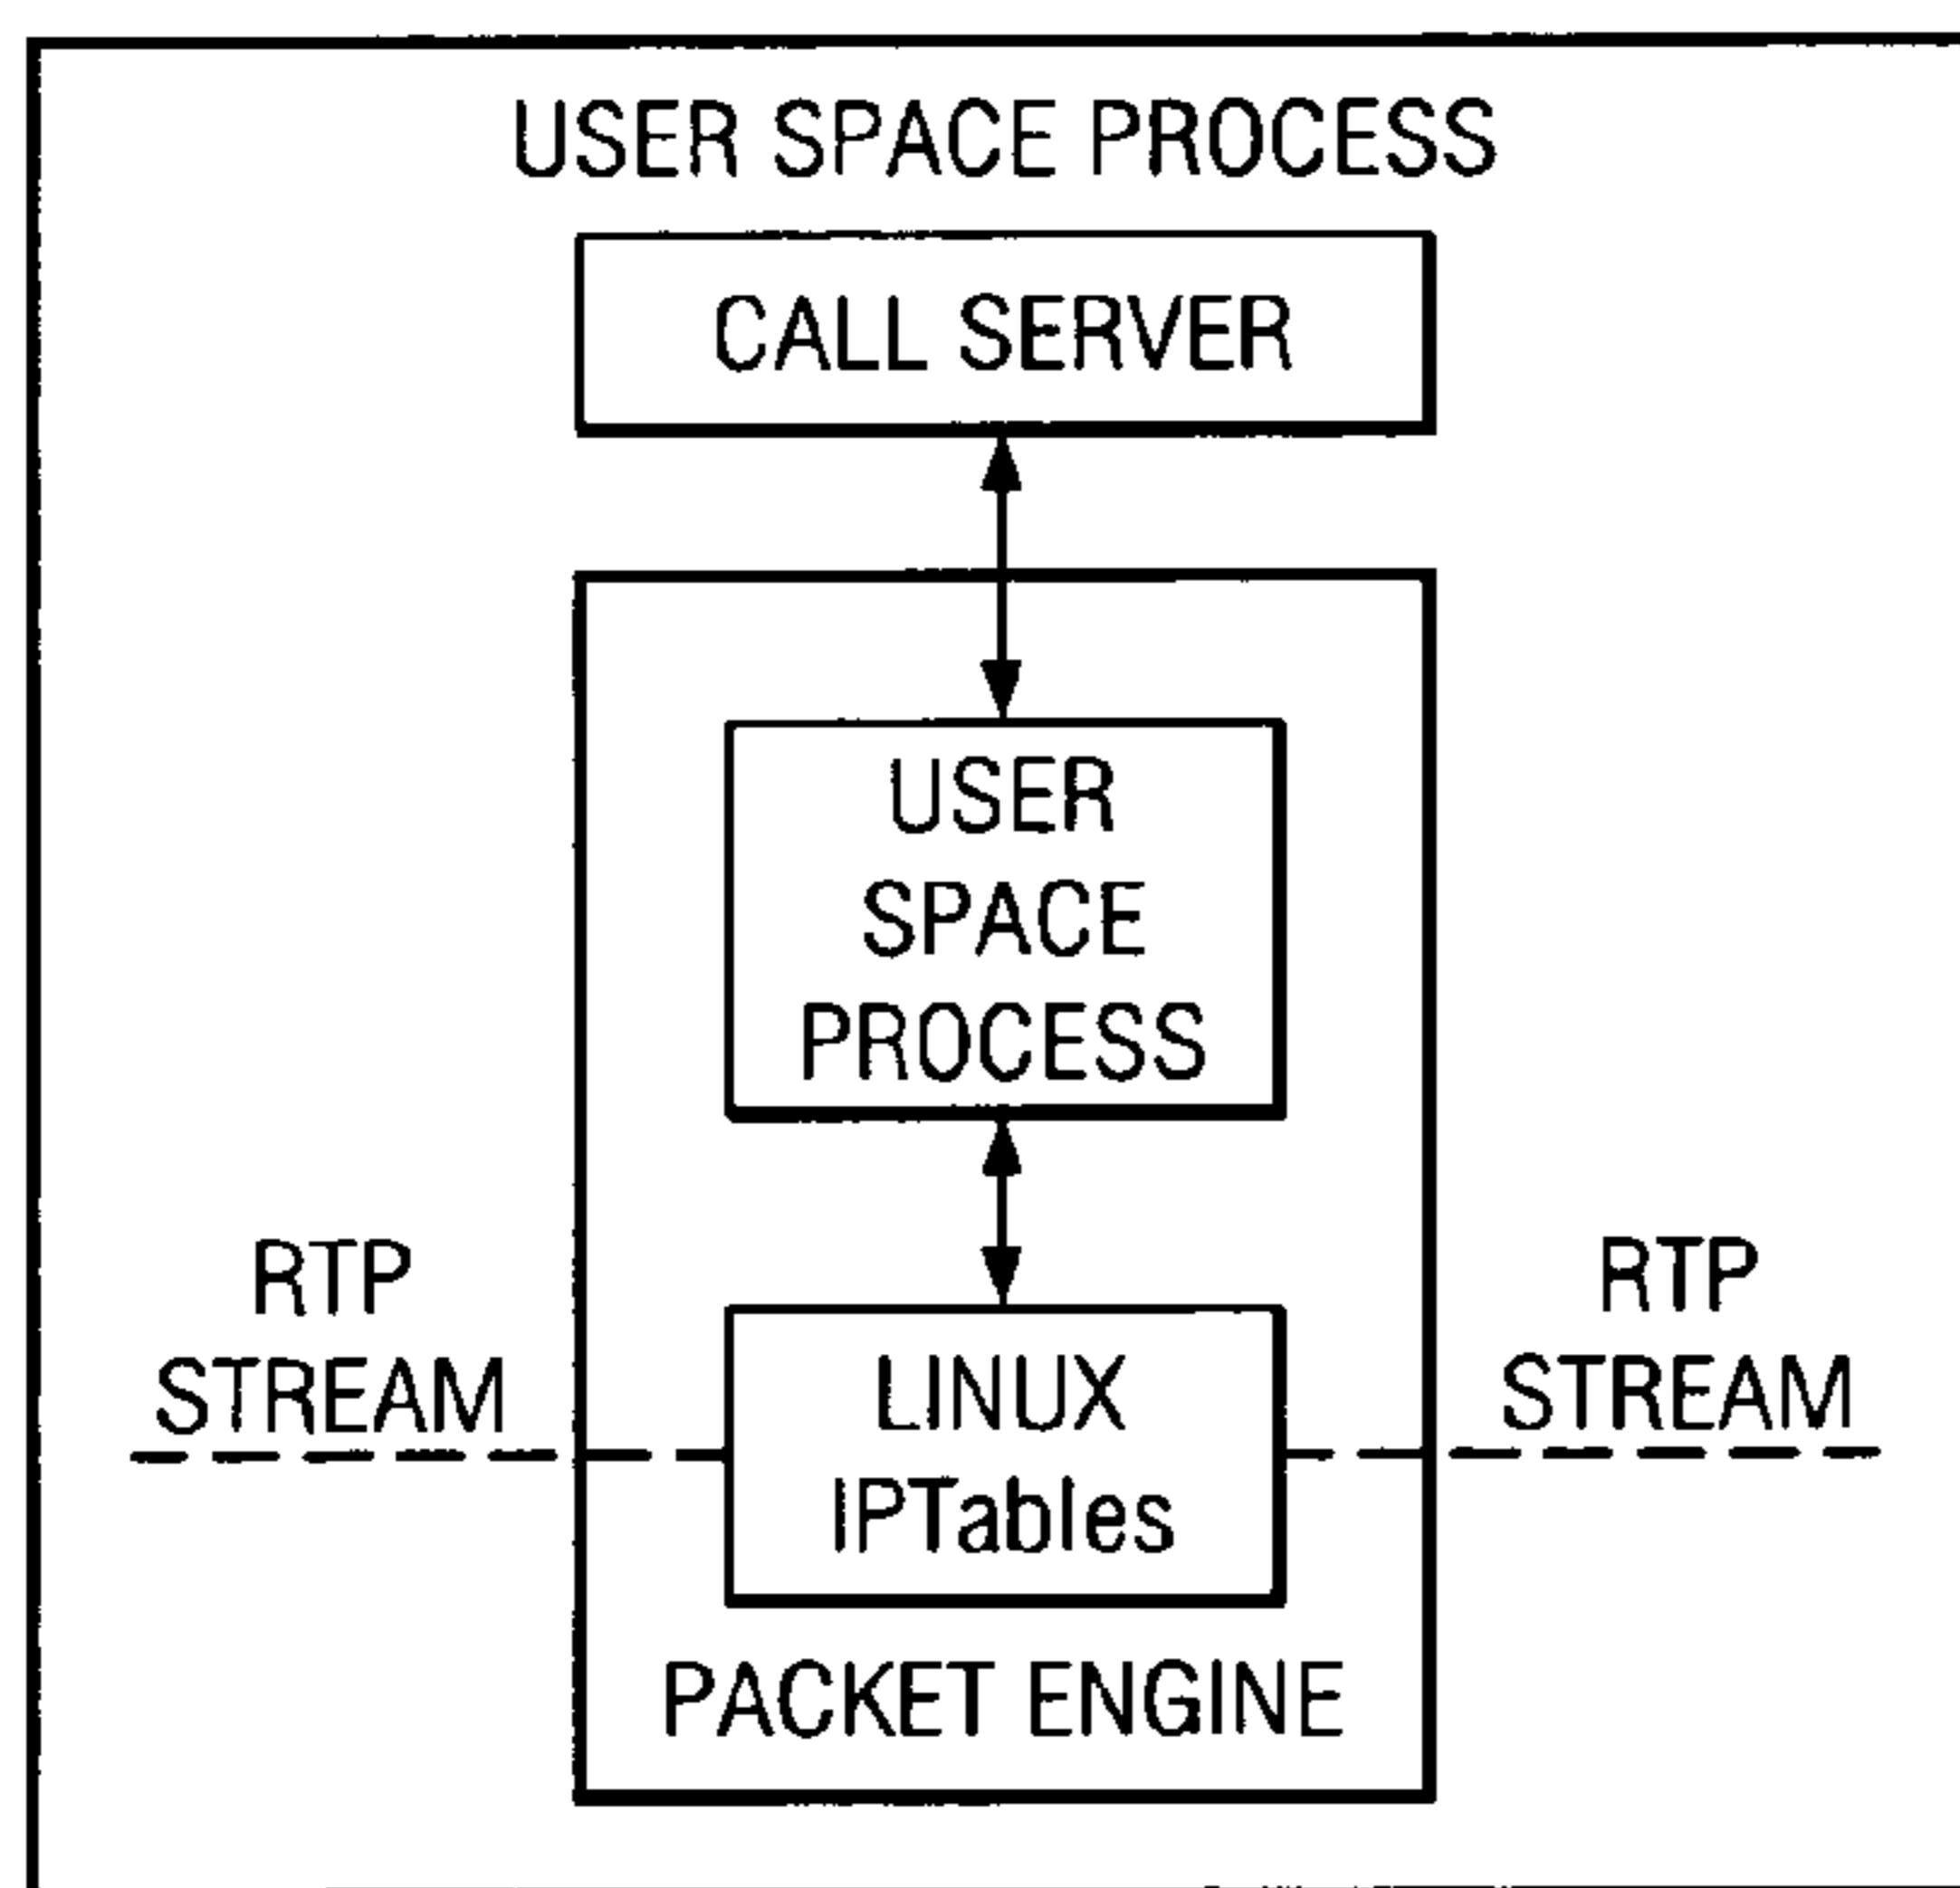 USER SPACE PROCESS
CALL SERVER
USER
SPACE
PROCESS
RTP
STREAM
RTP
STREAM
LINUX
IPTables
PACKET ENGINE